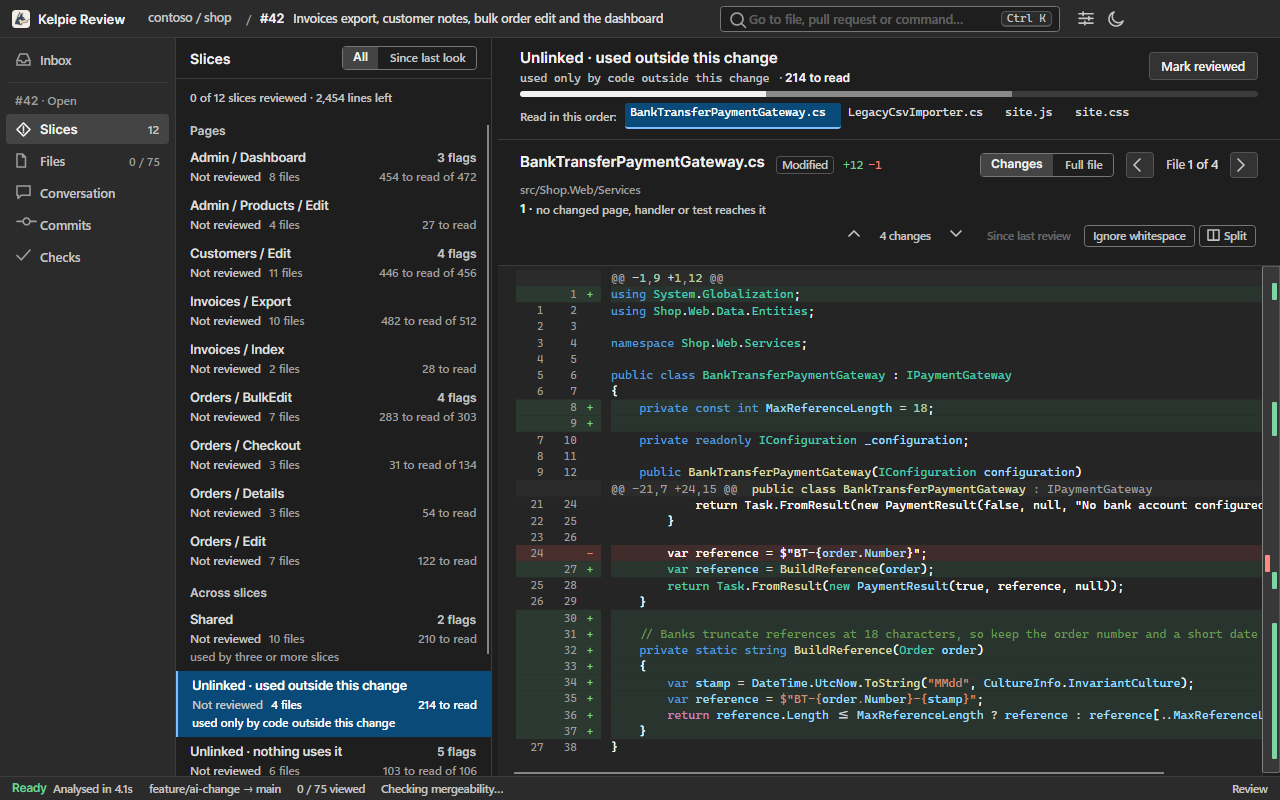 Kelpie Review contoso / shop / #42 Invoices export, customer notes, bulk order edit and the dashboard Go to file, pull request or command... Ctrl K
Inbox
#42 · Open
Slices 12
Files 0 / 75
Conversation
Commits
Checks
Slices All Since last look
0 of 12 slices reviewed · 2,454 lines left
Pages
Admin / Dashboard 3 flags
Not reviewed 8 files 454 to read of 472
Admin / Products / Edit
Not reviewed 4 files 27 to read
Customers / Edit 4 flags
Not reviewed 11 files 446 to read of 456
Invoices / Export
Not reviewed 10 files 482 to read of 512
Invoices / Index
Not reviewed 2 files 28 to read
Orders / BulkEdit 4 flags
Not reviewed 7 files 283 to read of 303
Orders / Checkout
Not reviewed 3 files 31 to read of 134
Orders / Details
Not reviewed 3 files 54 to read
Orders / Edit
Not reviewed 7 files 122 to read
Across slices
Shared 2 flags
Not reviewed 10 files 210 to read
used by three or more slices
Unlinked · used outside this change
Not reviewed 4 files 214 to read
used only by code outside this change
Unlinked · nothing uses it 5 flags
Not reviewed 6 files 103 to read of 106
Unlinked · used outside this change
used only by code outside this change · 214 to read
Mark reviewed
Read in this order: BankTransferPaymentGateway.cs LegacyCsvImporter.cs site.js site.css
BankTransferPaymentGateway.cs Modified +12 −1 Changes Full file File 1 of 4
src/Shop.Web/Services
1 · no changed page, handler or test reaches it
4 changes Since last review Ignore whitespace Split
@@ −1,9 +1,12 @@
1 + using System.Globalization;
1 2 using Shop.Web.Data.Entities;
2 3
3 4 namespace Shop.Web.Services;
4 5
5 6 public class BankTransferPaymentGateway : IPaymentGateway
6 7 {
8 + private const int MaxReferenceLength = 18;
9 +
7 10 private readonly IConfiguration _configuration;
8 11
9 12 public BankTransferPaymentGateway(IConfiguration configuration)
@@ −21,7 +24,15 @@ public class BankTransferPaymentGateway : IPaymentGateway
21 24 return Task.FromResult(new PaymentResult(false, null, "No bank account configured
22 25 }
23 26
24 − var reference = $"BT-{order.Number}";
27 + var reference = BuildReference(order);
25 28 return Task.FromResult(new PaymentResult(true, reference, null));
26 29 }
30 +
31 + // Banks truncate references at 18 characters, so keep the order number and a short date
32 + private static string BuildReference(Order order)
33 + {
34 + var stamp = DateTime.UtcNow.ToString("MMdd", CultureInfo.InvariantCulture);
35 + var reference = $"BT-{order.Number}-{stamp}";
36 + return reference.Length ≤ MaxReferenceLength ? reference : reference[..MaxReferenceL
37 + }
27 38 }
Ready Analysed in 4.1s feature/ai-change → main 0 / 75 viewed Checking mergeability... Review